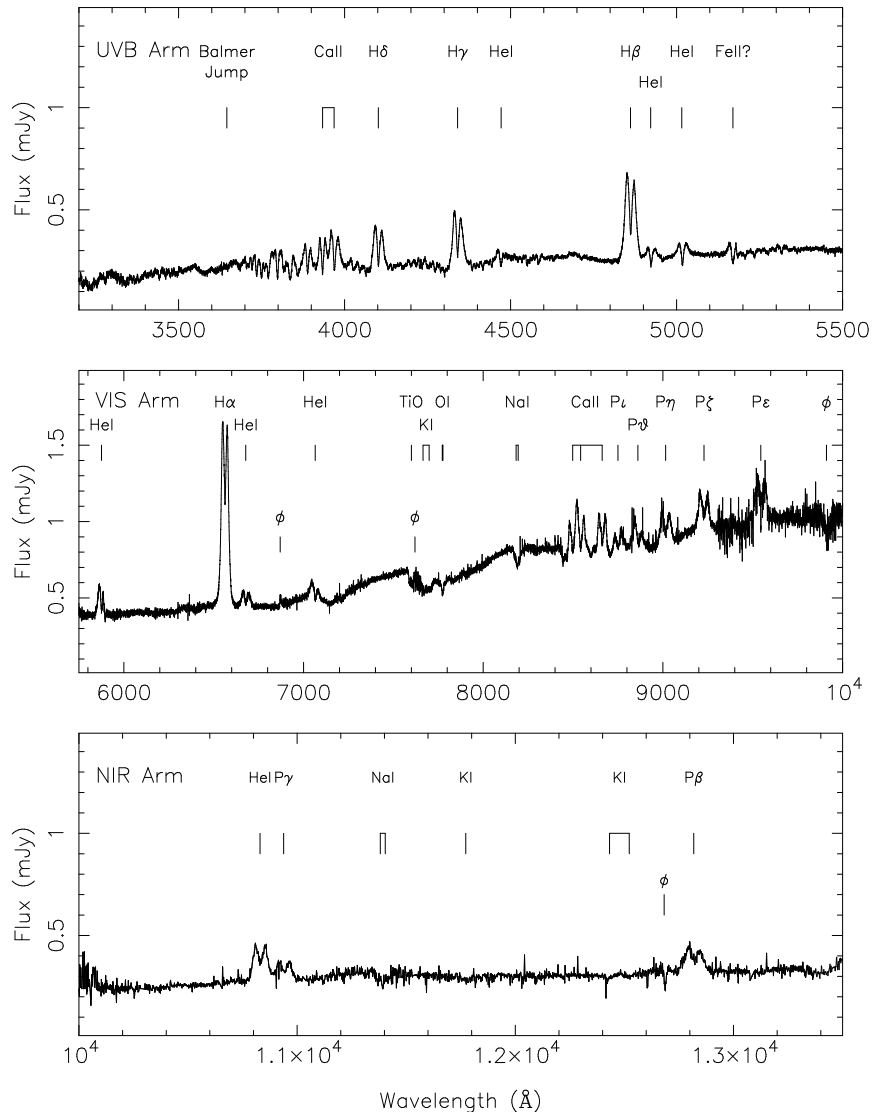 UVB Arm Balmer CaII Hδ Hγ HeI Hβ HeI FeII?
Jump HeI
1
0.5
Flux (mJy)
3500 4000 4500 5000 5500
VIS Arm Hα HeI TiO OI NaI CaII Pι Pη Pζ Pε ϕ
HeI HeI KI Pϑ
1.5
ϕ ϕ
1
0.5
Flux (mJy)
6000 7000 8000 9000 10⁴
NIR Arm HeI Pγ NaI KI KI Pβ
1
ϕ
0.5
Flux (mJy)
10⁴ 1.1×10⁴ 1.2×10⁴ 1.3×10⁴
Wavelength (Å)